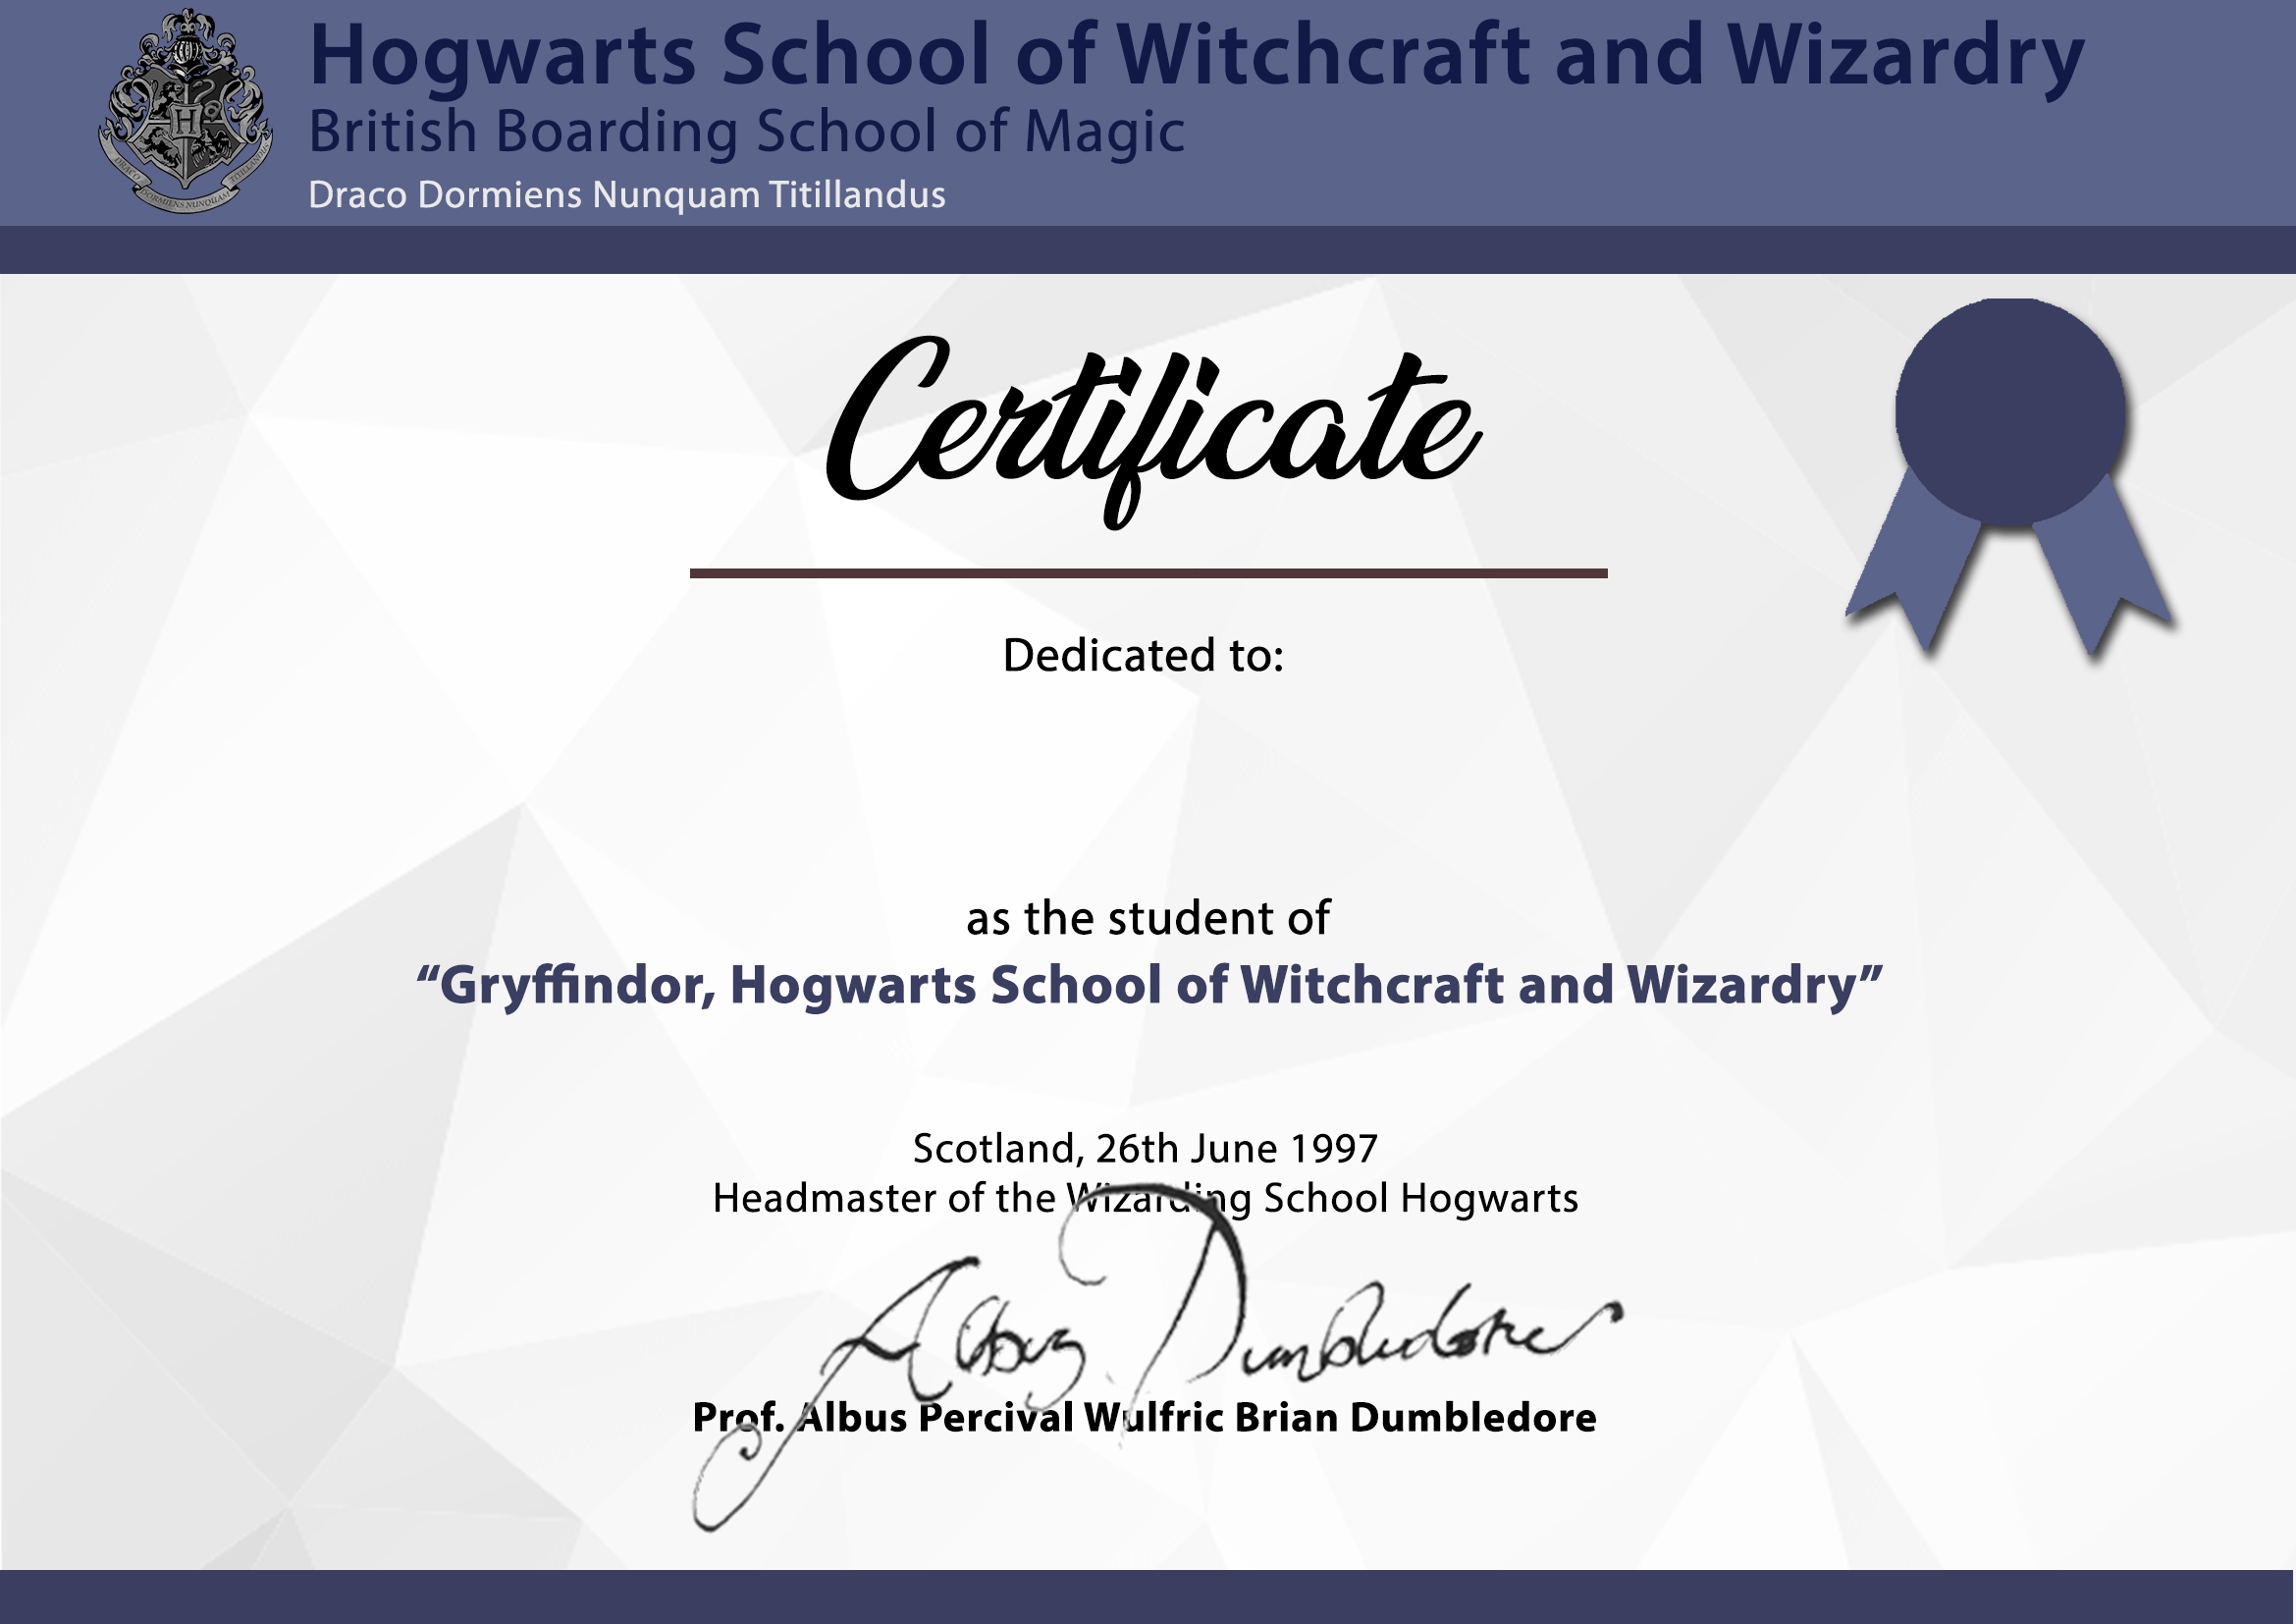 Hogwarts School of Witchcraft and Wizardry
British Boarding School of Magic
Draco Dormiens Nunquam Titillandus
H
DRACO DORMIENS NUNQUAM TITILLANDUS
Certificate
Dedicated to:
as the student of
“Gryffindor, Hogwarts School of Witchcraft and Wizardry”
Scotland, 26th June 1997
Headmaster of the Wizarding School Hogwarts
Albus Dumbledore
Prof. Albus Percival Wulfric Brian Dumbledore